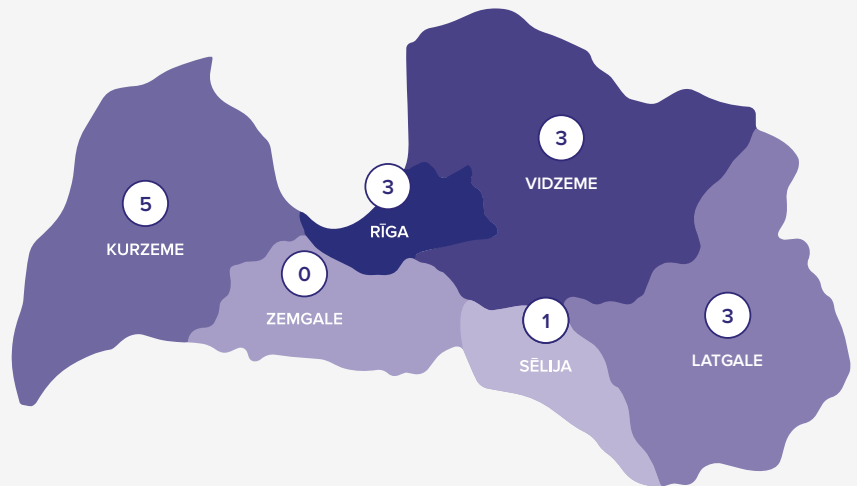 3
VIDZEME
3
RĪGA
5
KURZEME
0
ZEMGALE
1
SĒLIJA
3
LATGALE